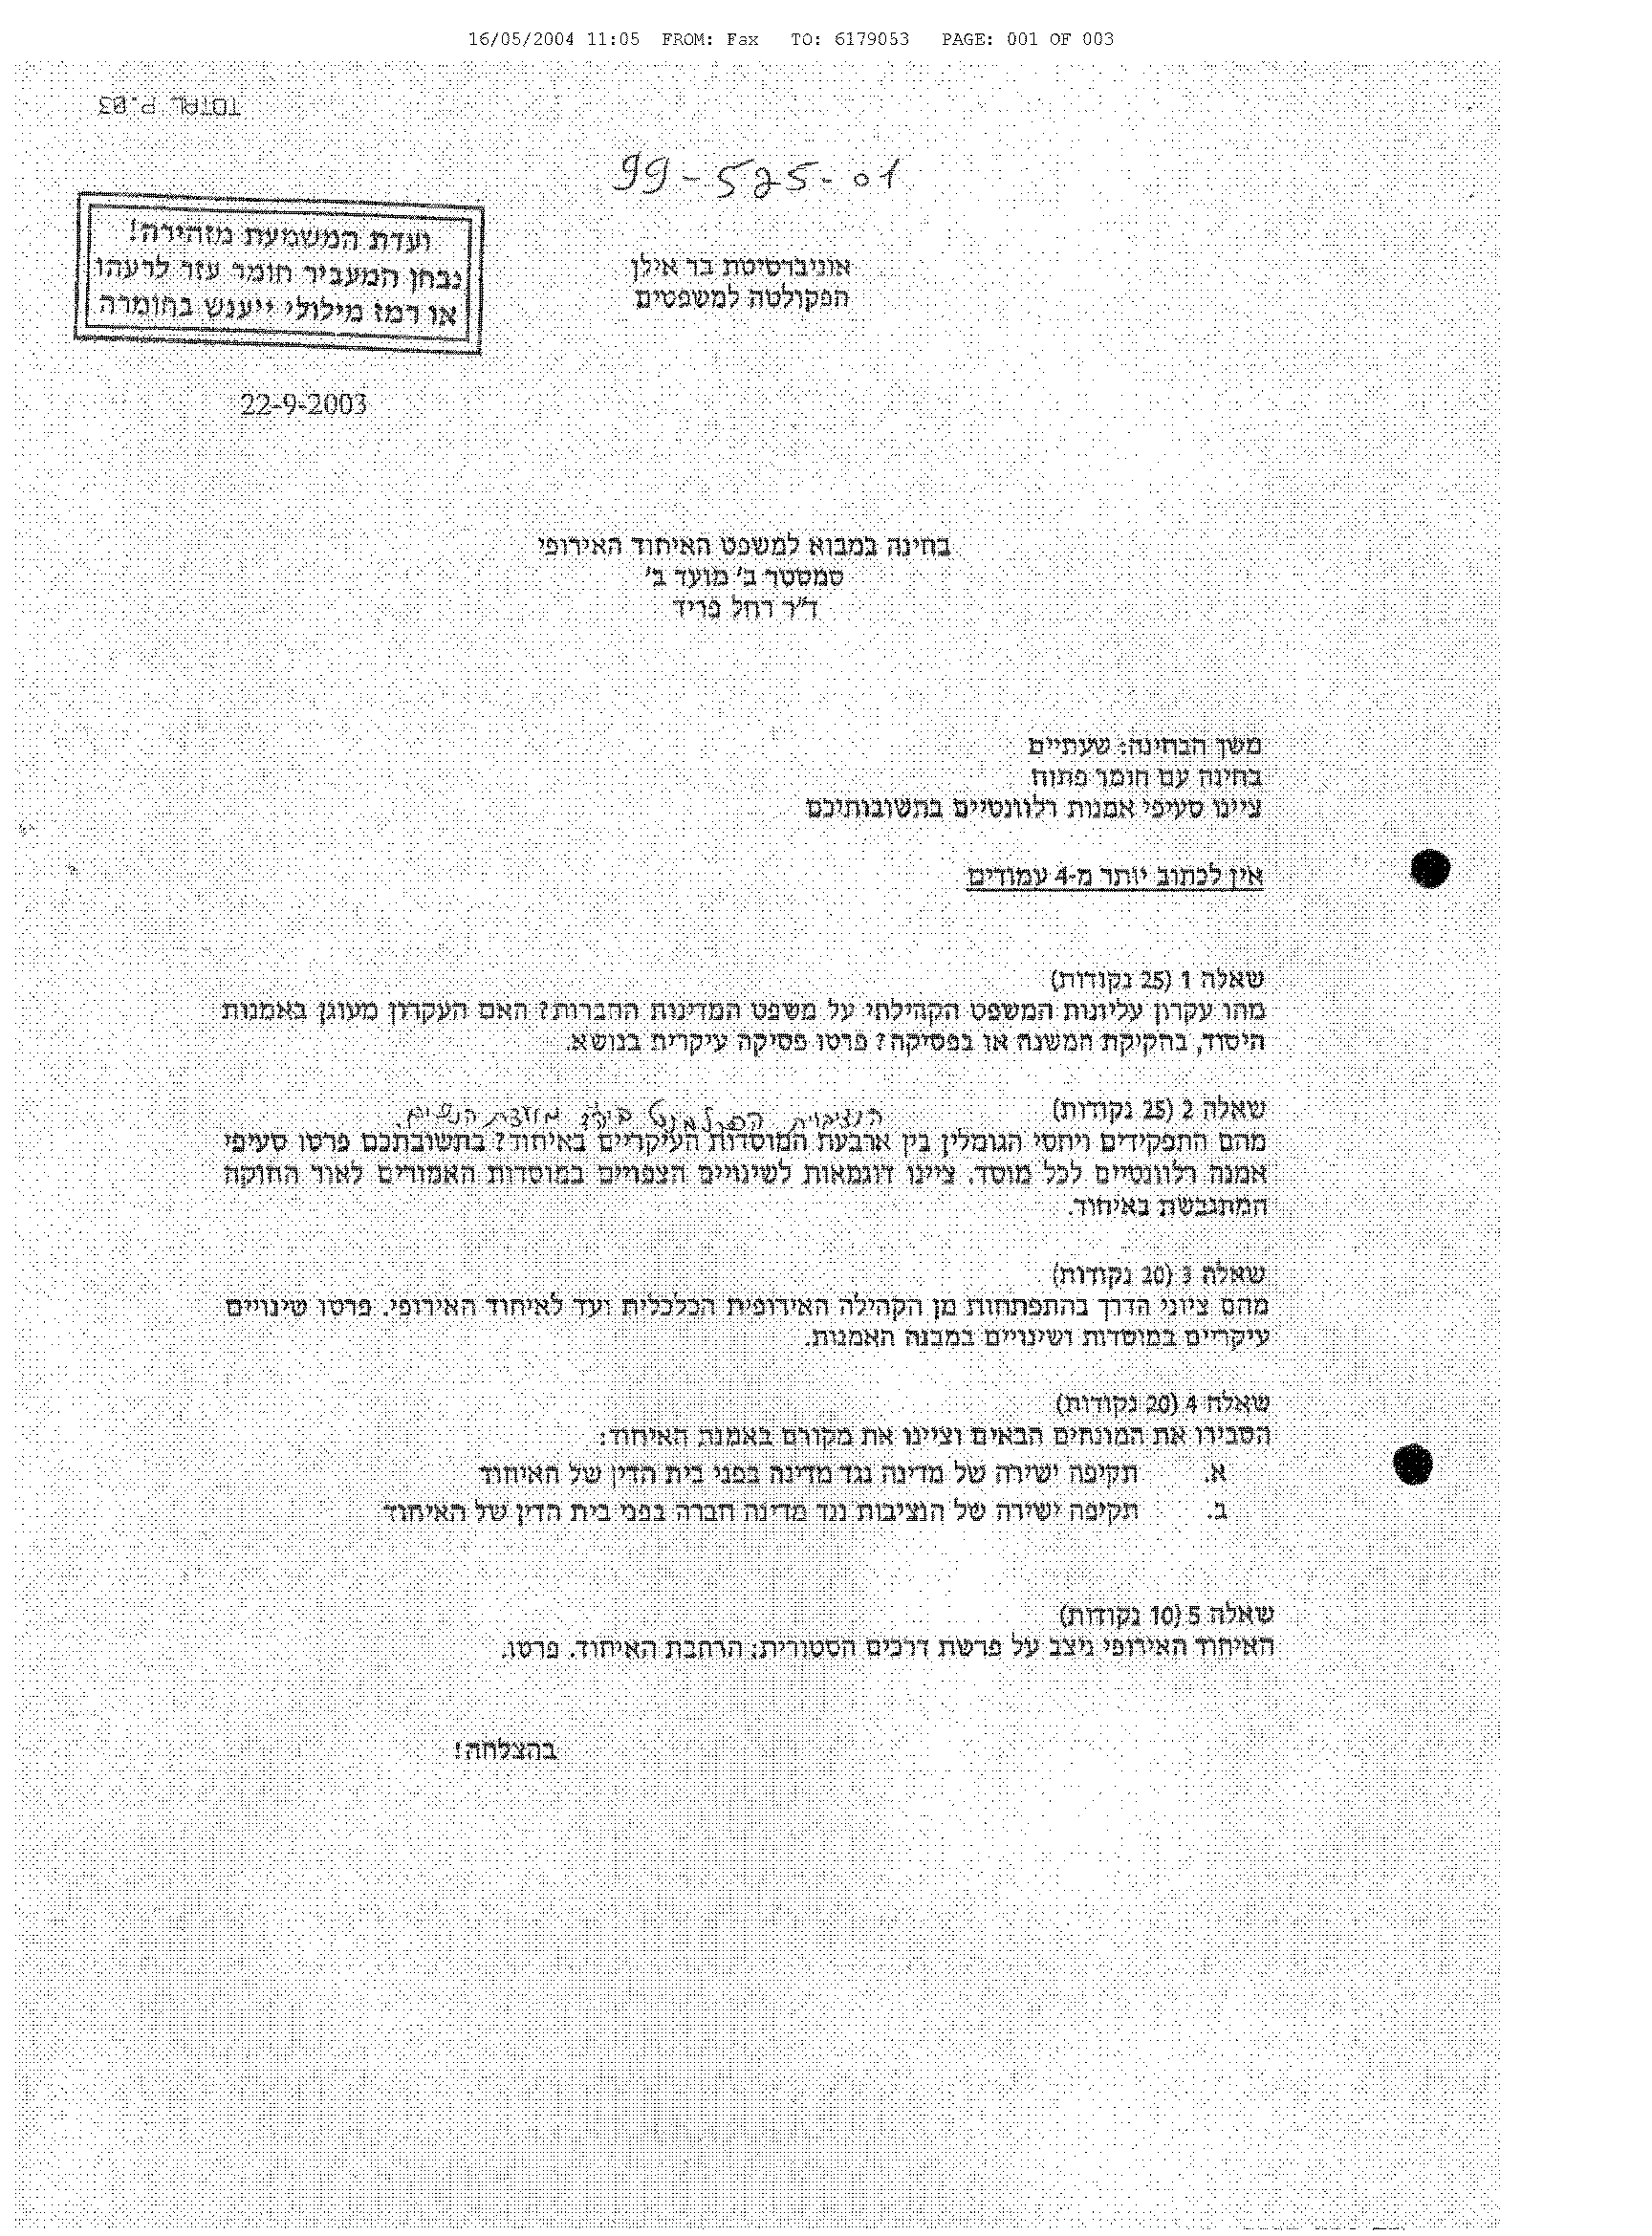 16/05/2004 11:05 FROM: Fax TO: 6179053 PAGE: 001 OF 003
TOTAL P.03
99-525-01
ועדת המשמעת מזהירה!
נבחן המעביר חומר עזר לרעהו
או רמז מילולי ייענש בחומרה
אוניברסיטת בר אילן
הפקולטה למשפטים
22-9-2003
בחינה במבוא למשפט האיחוד האירופי
סמסטר ב' מועד ב'
ד"ר רחל פריד
משך הבחינה: שעתיים
בחינה עם חומר פתוח
ציינו סעיפי אמנות רלוונטיים בתשובותיכם
אין לכתוב יותר מ-4 עמודים
שאלה 1 (25 נקודות)
מהו עקרון עליונות המשפט הקהילתי על משפט המדינות החברות? האם העקרון מעוגן באמנות
היסוד, בחקיקת המשנה או בפסיקה? פרטו פסיקה עיקרית בנושא.
שאלה 2 (25 נקודות)
הנציבות הפרלמנט ביה"ד מועצת השרים.
מהם התפקידים ויחסי הגומלין בין ארבעת המוסדות העיקריים באיחוד? בתשובתכם פרטו סעיפי
אמנה רלוונטיים לכל מוסד. ציינו דוגמאות לשינויים הצפויים במוסדות האמורים לאור החוקה
המתגבשת באיחוד.
שאלה 3 (20 נקודות)
מהם ציוני הדרך בהתפתחות מן הקהילה האירופית הכלכלית ועד לאיחוד האירופי. פרטו שינויים
עיקריים במוסדות ושינויים במבנה האמנות.
שאלה 4 (20 נקודות)
הסבירו את המונחים הבאים וציינו את מקורם באמנת האיחוד:
א. תקיפה ישירה של מדינה נגד מדינה בפני בית הדין של האיחוד
ב. תקיפה ישירה של הנציבות נגד מדינה חברה בפני בית הדין של האיחוד
שאלה 5 (10 נקודות)
האיחוד האירופי ניצב על פרשת דרכים הסטורית: הרחבת האיחוד. פרטו.
בהצלחה!